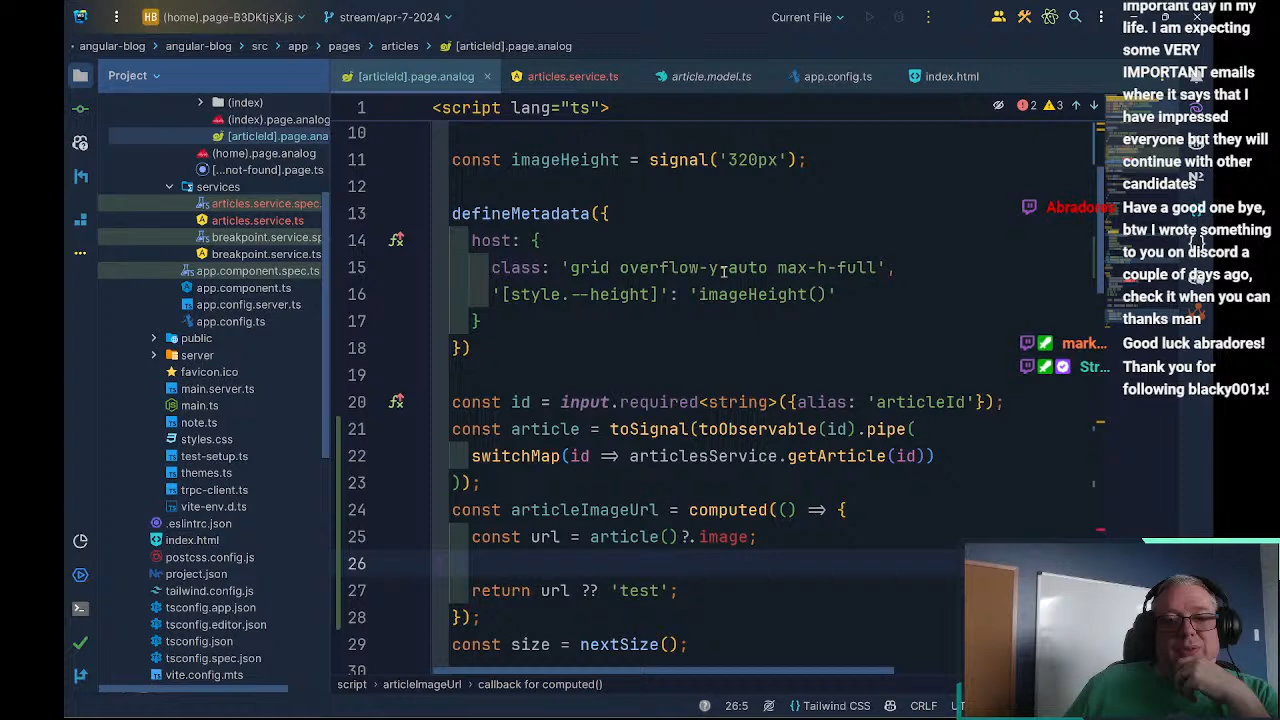 HB (home).page-B3DKtjsX.js
stream/apr-7-2024
Current File
angular-blog > angular-blog > src > app > pages > articles > [articleId].page.analog
Project
[articleId].page.analog
articles.service.ts
article.model.ts
app.config.ts
index.html
(index)
(index).page.analog
[articleId].page.ana
(home).page.analog
[...not-found].page.ts
services
articles.service.spec.
articles.service.ts
breakpoint.service.sp
breakpoint.service.ts
app.component.spec.ts
app.component.ts
app.config.server.ts
app.config.ts
public
server
favicon.ico
main.server.ts
main.ts
note.ts
styles.css
test-setup.ts
themes.ts
trpc-client.ts
vite-env.d.ts
.eslintrc.json
index.html
postcss.config.js
project.json
tailwind.config.js
tsconfig.app.json
tsconfig.editor.json
tsconfig.json
tsconfig.spec.json
vite.config.mts
1 <script lang="ts">
2 3
10
11 const imageHeight = signal('320px');
12
13 defineMetadata({
14 host: {
15 class: 'grid overflow-y-auto max-h-full',
16 '[style.--height]': 'imageHeight()'
17 }
18 })
19
20 const id = input.required<string>({alias: 'articleId'});
21 const article = toSignal(toObservable(id).pipe(
22 switchMap(id => articlesService.getArticle(id))
23 ));
24 const articleImageUrl = computed(() => {
25 const url = article()?.image;
26
27 return url ?? 'test';
28 });
29 const size = nextSize();
30
script > articleImageUrl > callback for computed()
26:5
Tailwind CSS
CRLF
important day in my
life. I am expecting
some VERY
IMPORTANT emails
where it says that I
have impressed
everyone but they will
continue with other
candidates
Abradores
Have a good one bye,
btw I wrote something
to you on discord a
couple of days ago,
check it when you can
thanks man
mark... Good luck abradores!
Str... Thank you for
following blacky001x!